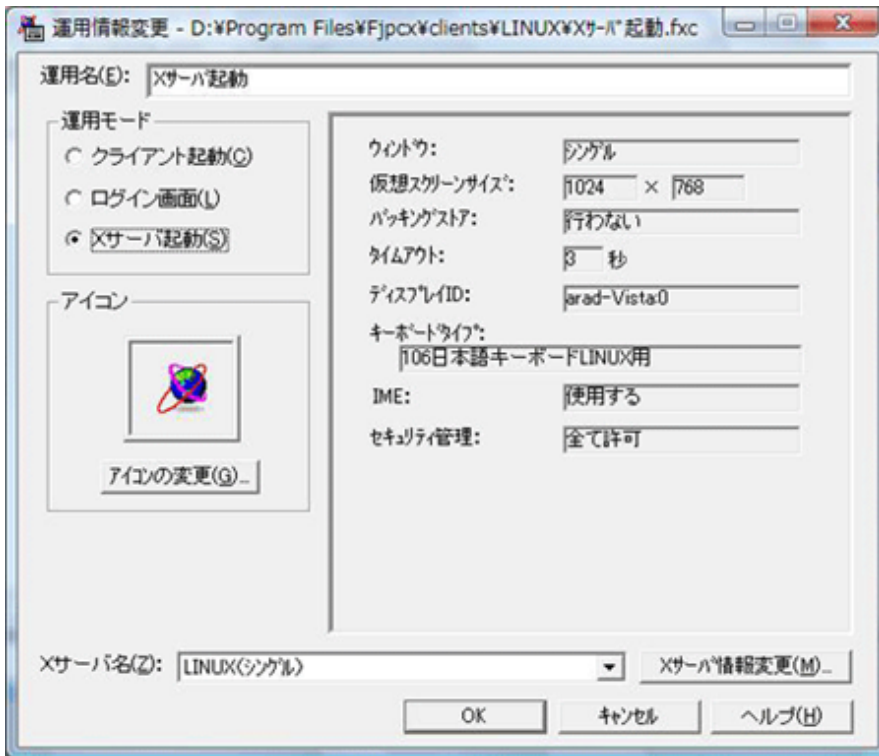 運用情報変更 - D:¥Program Files¥Fjpcx¥clients¥LINUX¥Xｻｰﾊﾞ起動.fxc
運用名(E): Xｻｰﾊﾞ起動
運用モード
クライアント起動(C)
ログイン画面(L)
Xサーバ起動(S)
アイコン
ｱｲｺﾝの変更(G)...
ｳｨﾝﾄﾞｳ: ｼﾝｸﾞﾙ
仮想ｽｸﾘｰﾝｻｲｽﾞ: 1024 × 768
ﾊﾞｯｷﾝｸﾞｽﾄｱ: 行わない
ﾀｲﾑｱｳﾄ: 3 秒
ﾃﾞｨｽﾌﾟﾚｲID: arad-Vista:0
ｷｰﾎﾞｰﾄﾞﾀｲﾌﾟ:
106日本語キーボードLINUX用
IME: 使用する
ｾｷｭﾘﾃｨ管理: 全て許可
Xサーバ名(Z): LINUX(ｼﾝｸﾞﾙ)
Xｻｰﾊﾞ情報変更(M)...
OK ｷｬﾝｾﾙ ヘルプ(H)